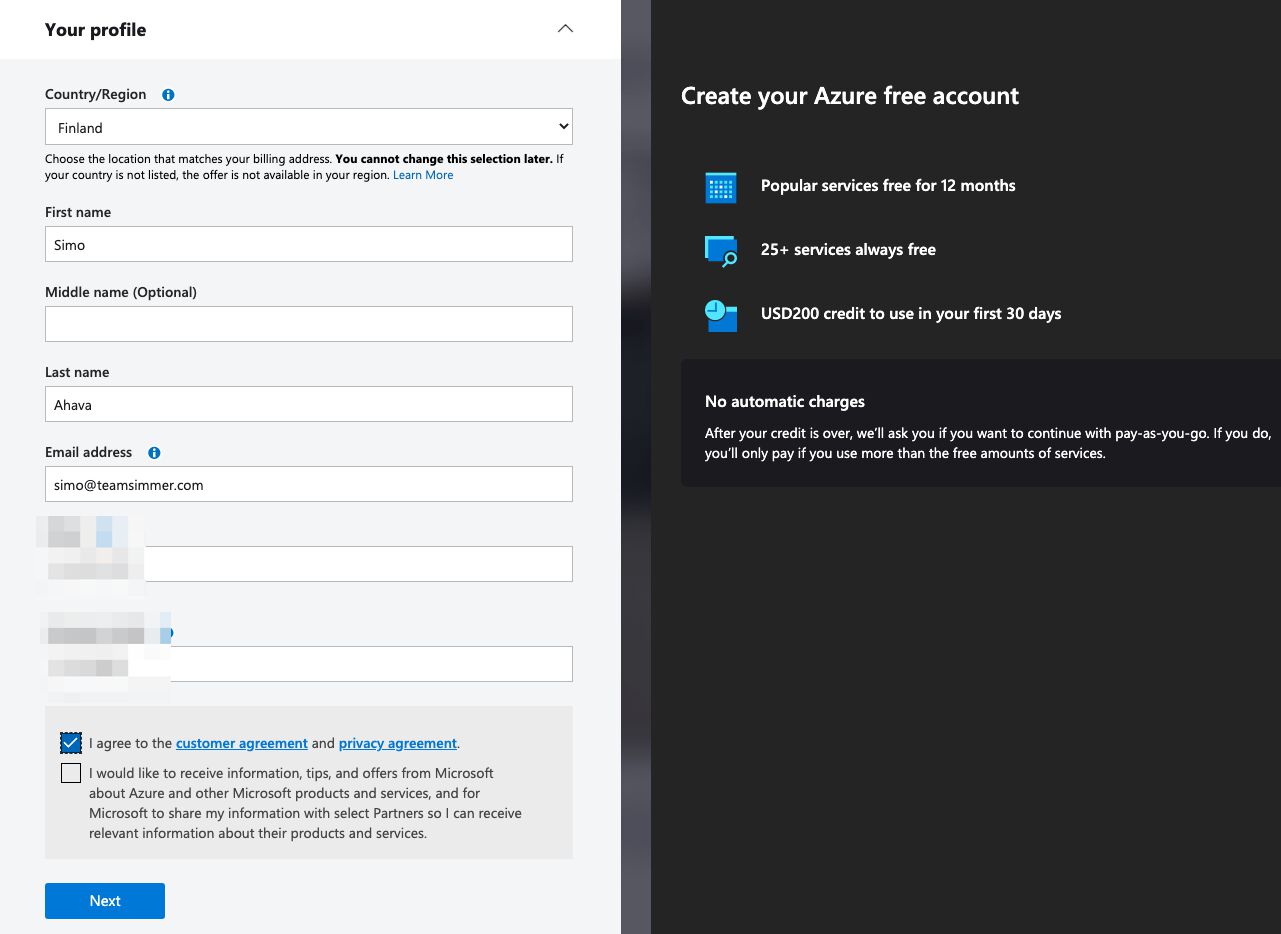 Your profile
Country/Region
Finland
Choose the location that matches your billing address. You cannot change this selection later. If
your country is not listed, the offer is not available in your region. Learn More
First name
Simo
Middle name (Optional)
Last name
Ahava
Email address
simo@teamsimmer.com
I agree to the customer agreement and privacy agreement.
I would like to receive information, tips, and offers from Microsoft
about Azure and other Microsoft products and services, and for
Microsoft to share my information with select Partners so I can receive
relevant information about their products and services.
Next
Create your Azure free account
Popular services free for 12 months
25+ services always free
USD200 credit to use in your first 30 days
No automatic charges
After your credit is over, we’ll ask you if you want to continue with pay-as-you-go. If you do,
you’ll only pay if you use more than the free amounts of services.